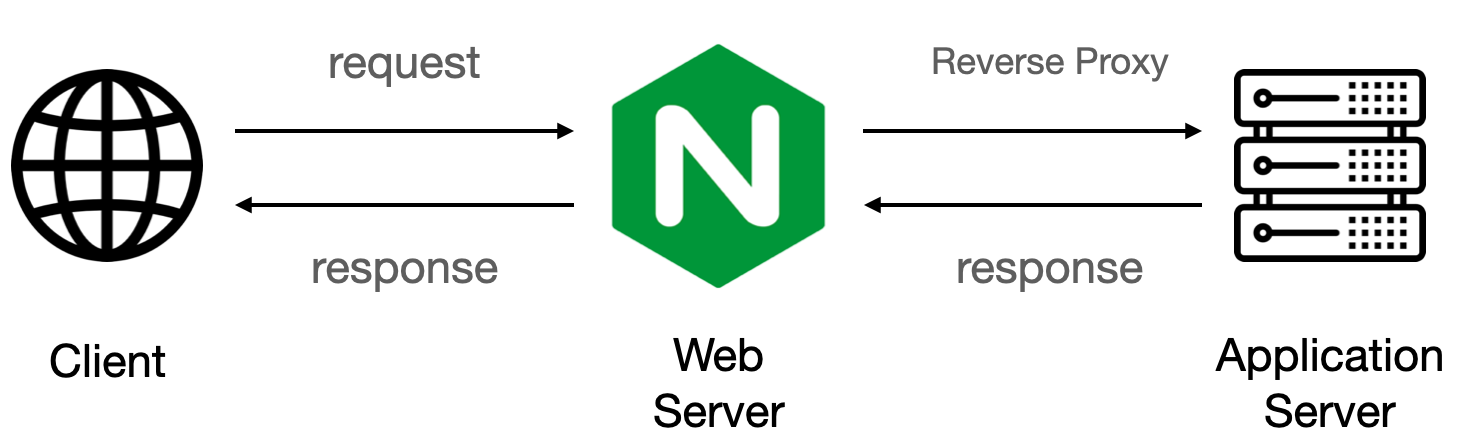 request
Reverse Proxy
N
response
response
Client
Web
Server
Application
Server